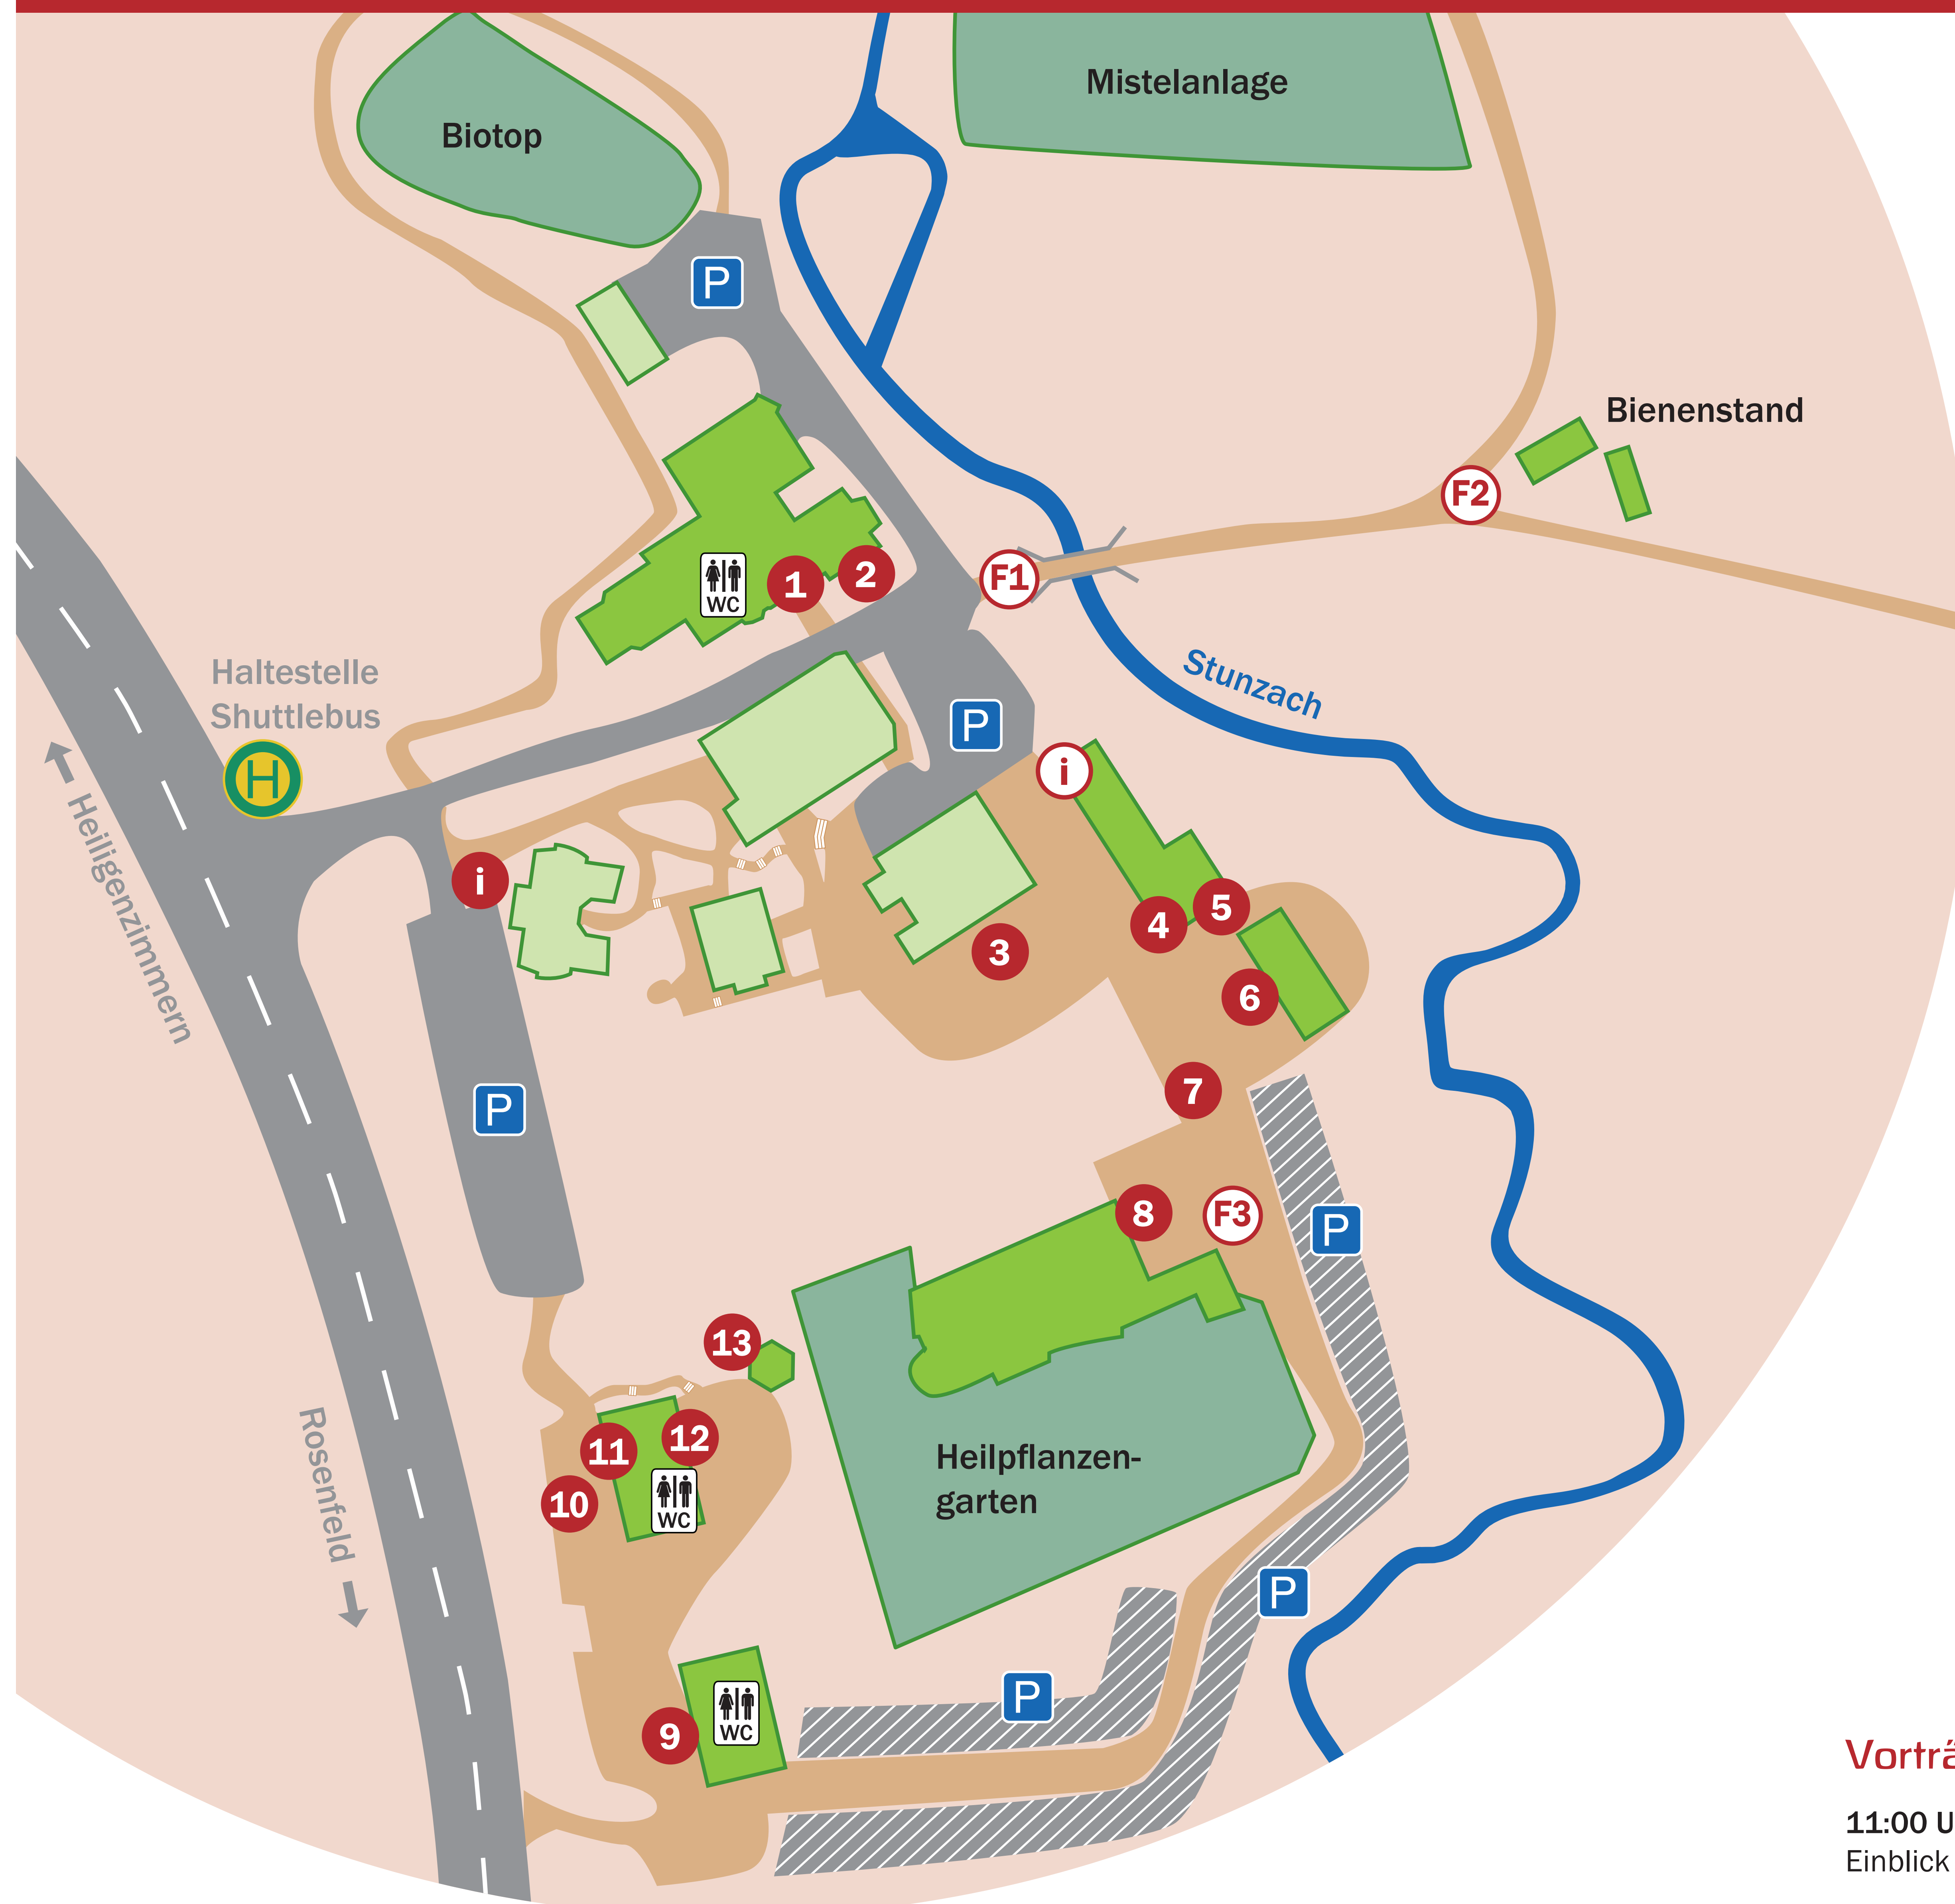 Mistelanlage
Biotop
P
Bienenstand
F2
F1
WC
1
2
Haltestelle
Shuttlebus
H
Stunzach
P
i
Heiligenzimmern
i
3
4
5
6
7
P
8
F3
P
13
Rosenfeld
11
12
10
WC
Heilpflanzen-
garten
P
P
9
WC
11:00 U
Einblick